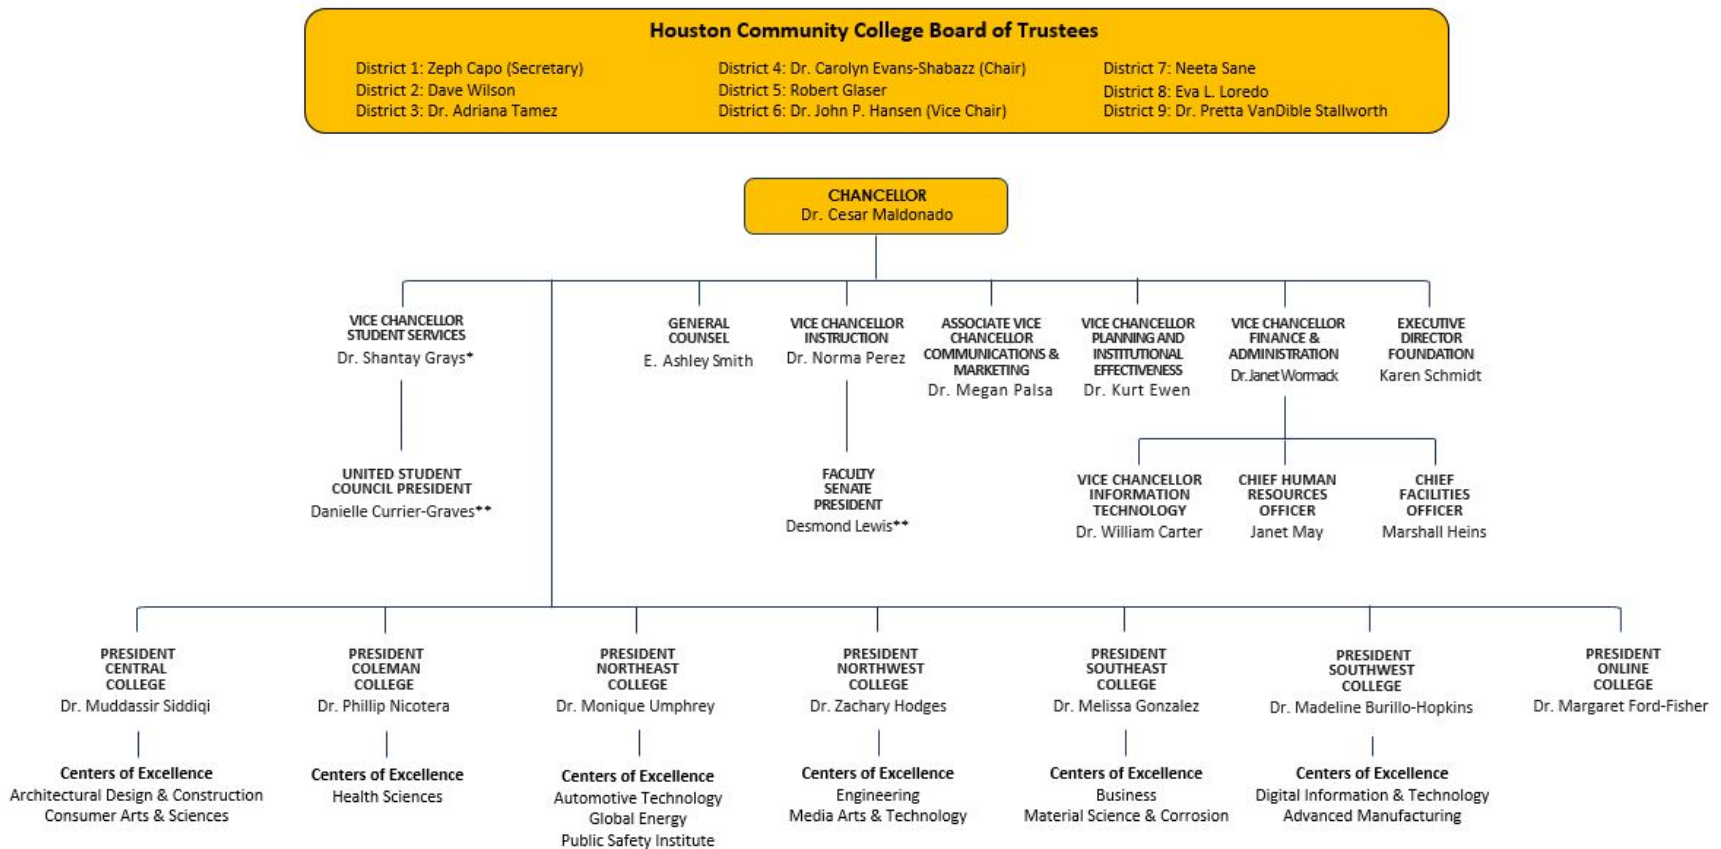 Houston Community College Board of Trustees
District 1: Zeph Capo (Secretary)
District 2: Dave Wilson
District 3: Dr. Adriana Tamez
District 4: Dr. Carolyn Evans-Shabazz (Chair)
District 5: Robert Glaser
District 6: Dr. John P. Hansen (Vice Chair)
District 7: Neeta Sane
District 8: Eva L. Loredo
District 9: Dr. Pretta VanDible Stallworth
CHANCELLOR
Dr. Cesar Maldonado
VICE CHANCELLOR
STUDENT SERVICES
Dr. Shantay Grays*
GENERAL
COUNSEL
E. Ashley Smith
VICE CHANCELLOR
INSTRUCTION
Dr. Norma Perez
ASSOCIATE VICE
CHANCELLOR
COMMUNICATIONS &
MARKETING
Dr. Megan Palsa
VICE CHANCELLOR
PLANNING AND
INSTITUTIONAL
EFFECTIVENESS
Dr. Kurt Ewen
VICE CHANCELLOR
FINANCE &
ADMINISTRATION
Dr. Janet Wormack
EXECUTIVE
DIRECTOR
FOUNDATION
Karen Schmidt
UNITED STUDENT
COUNCIL PRESIDENT
Danielle Currier-Graves**
FACULTY
SENATE
PRESIDENT
Desmond Lewis**
VICE CHANCELLOR
INFORMATION
TECHNOLOGY
Dr. William Carter
CHIEF HUMAN
RESOURCES
OFFICER
Janet May
CHIEF
FACILITIES
OFFICER
Marshall Heins
PRESIDENT
CENTRAL
COLLEGE
Dr. Muddassir Siddiqi
PRESIDENT
COLEMAN
COLLEGE
Dr. Phillip Nicotera
PRESIDENT
NORTHEAST
COLLEGE
Dr. Monique Umphrey
PRESIDENT
NORTHWEST
COLLEGE
Dr. Zachary Hodges
PRESIDENT
SOUTHEAST
COLLEGE
Dr. Melissa Gonzalez
PRESIDENT
SOUTHWEST
COLLEGE
Dr. Madeline Burillo-Hopkins
PRESIDENT
ONLINE
COLLEGE
Dr. Margaret Ford-Fisher
Centers of Excellence
Architectural Design & Construction
Consumer Arts & Sciences
Centers of Excellence
Health Sciences
Centers of Excellence
Automotive Technology
Global Energy
Public Safety Institute
Centers of Excellence
Engineering
Media Arts & Technology
Centers of Excellence
Business
Material Science & Corrosion
Centers of Excellence
Digital Information & Technology
Advanced Manufacturing